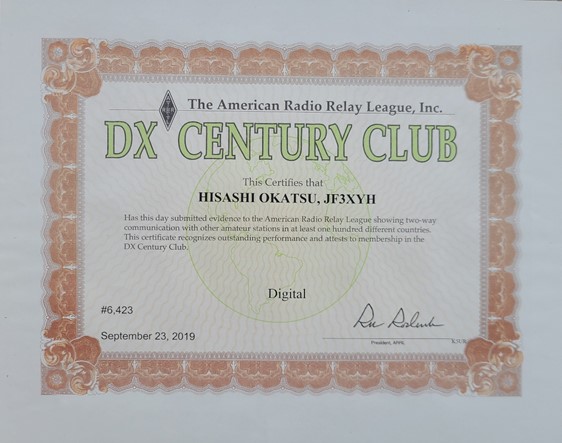 The American Radio Relay League, Inc.
DX CENTURY CLUB
This Certifies that
HISASHI OKATSU, JF3XYH
Has this day submitted evidence to the American Radio Relay League showing two-way
communication with other amateur stations in at least one hundred different countries.
This certificate recognizes outstanding performance and attests to membership in the
DX Century Club.
Digital
#6,423
September 23, 2019
President, ARRL